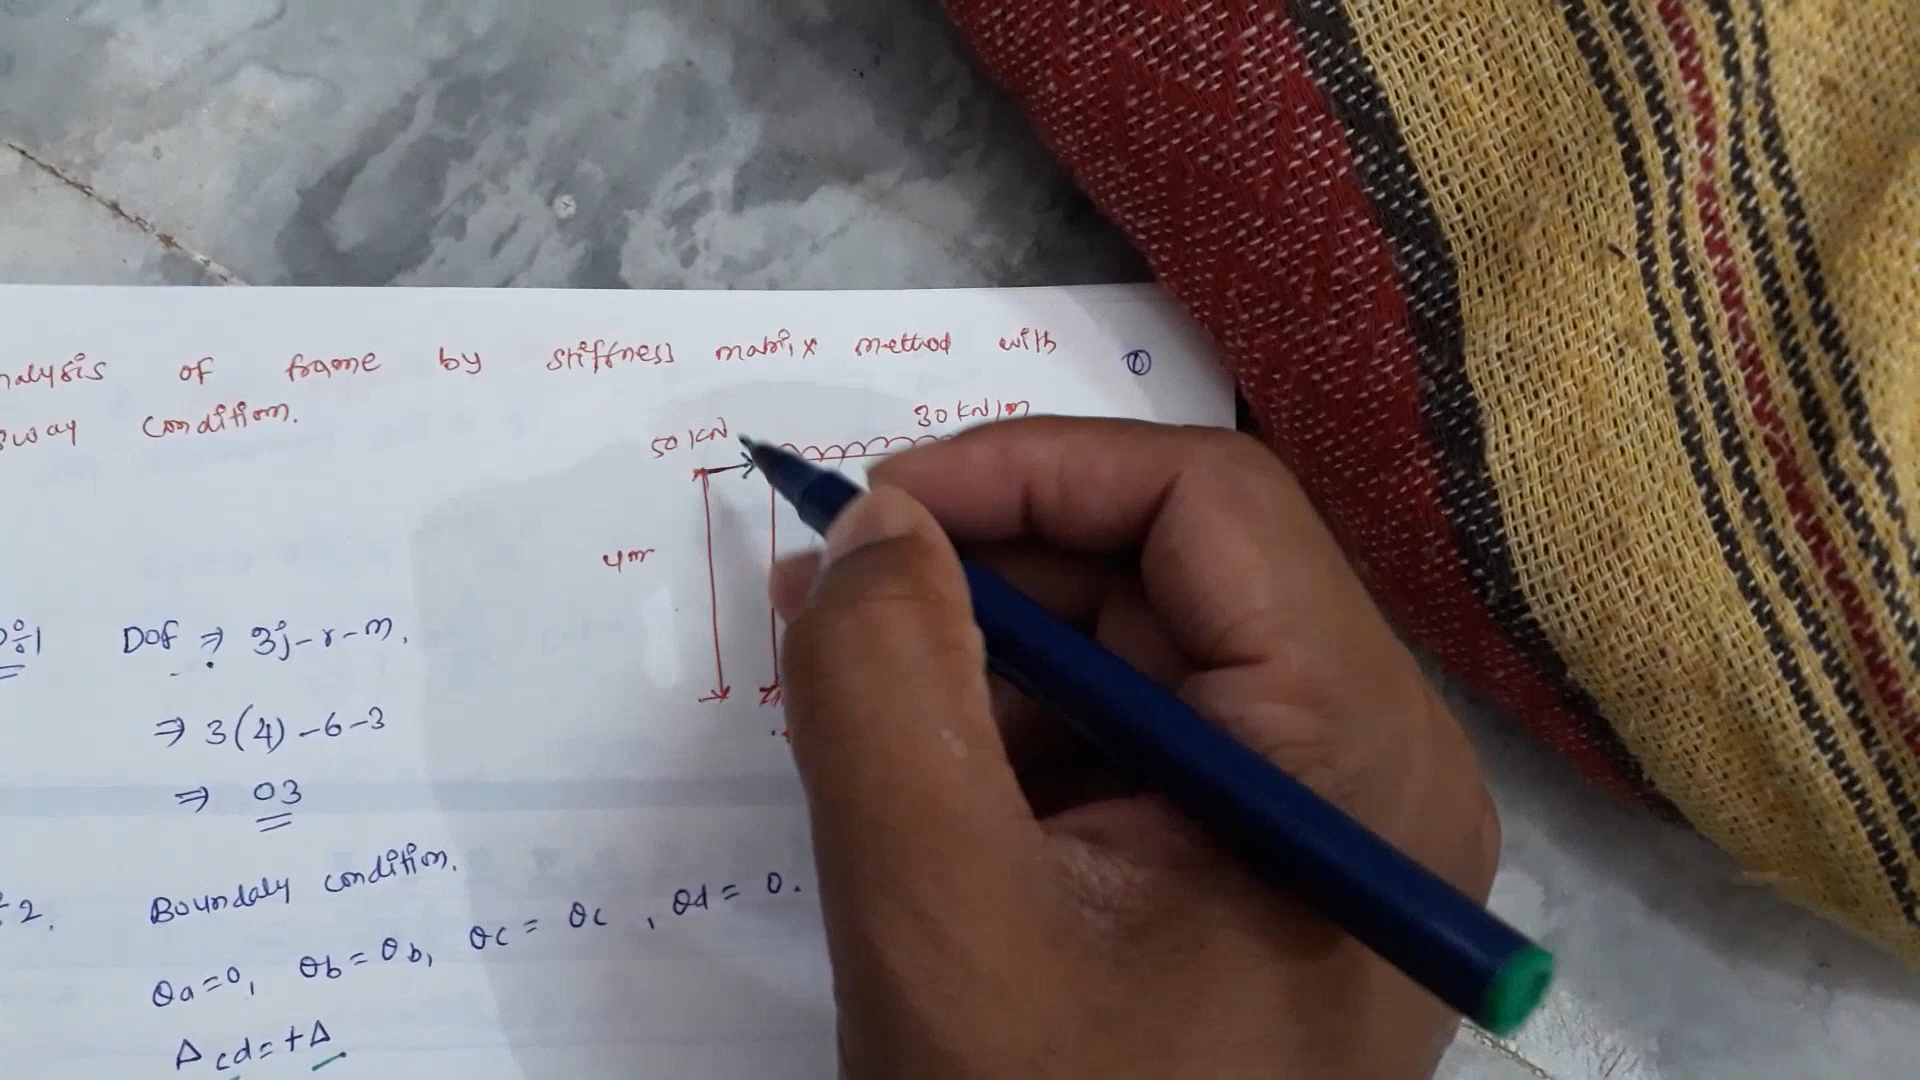 nalysis of frame by stiffness matrix method with
①
sway condition.
50 KN 30 KN/m
4m
Dof ⇒ 3j-r-m.
⇒ 3(4)-6-3
⇒ 03
2. Boundary condition.
θa=0, θb=θb, θc=θc, θd=0.
Δcd=+Δ